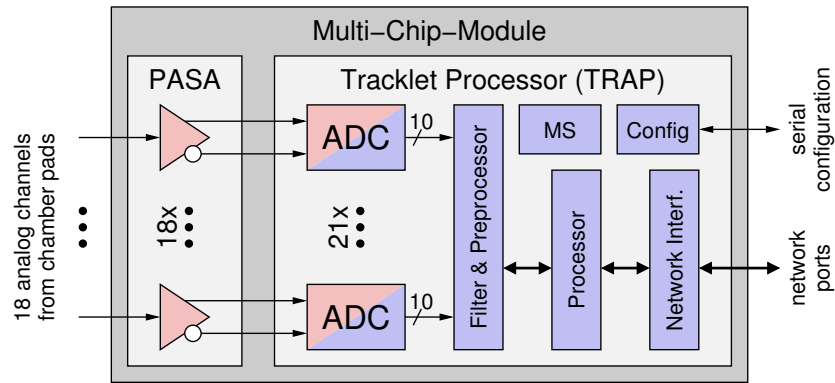 Multi−Chip−Module
PASA
Tracklet Processor (TRAP)
18 analog channels
from chamber pads
18x
21x
ADC
10
ADC
10
Filter & Preprocessor
MS
Config
Processor
Network Interf.
serial
configuration
network
ports